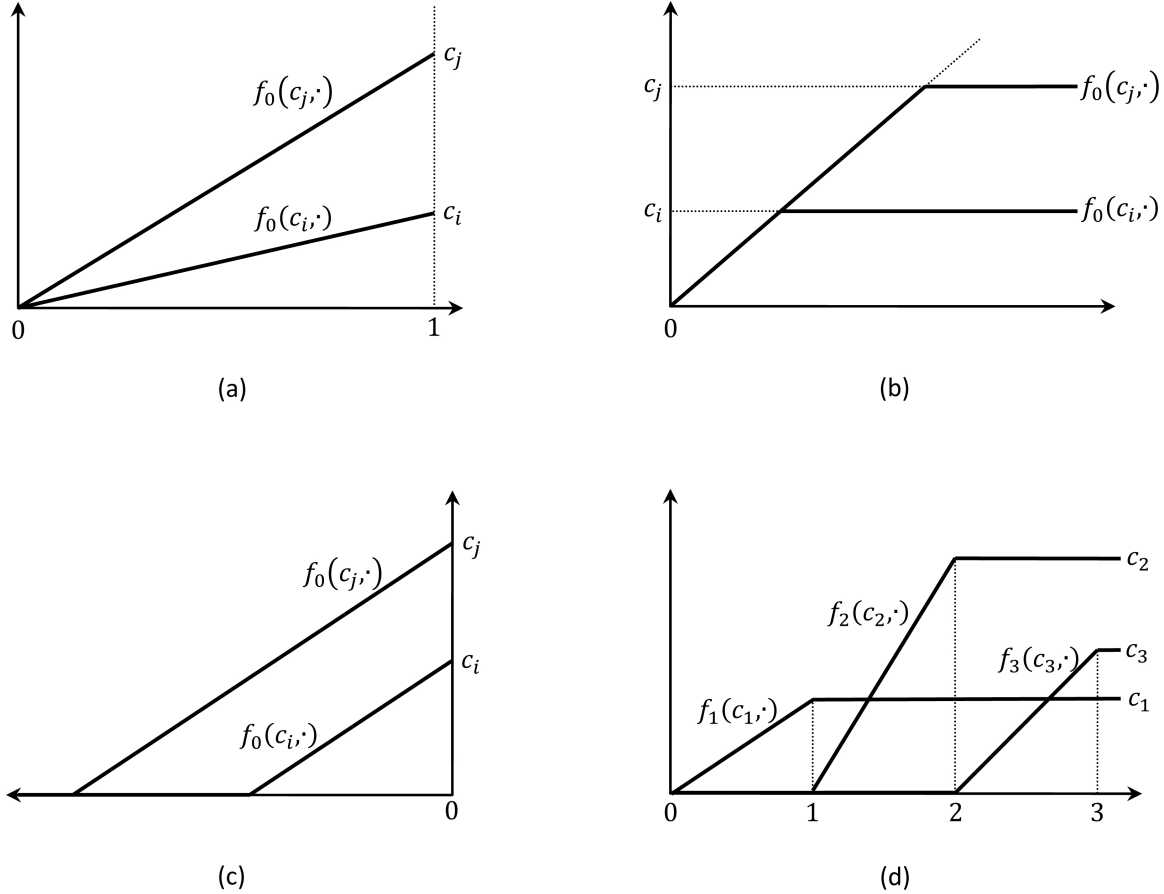 c_j
f_0(c_j,·)
f_0(c_i,·)
c_i
0
1
(a)
c_j
f_0(c_j,·)
c_i
f_0(c_i,·)
0
(b)
c_j
f_0(c_j,·)
c_i
f_0(c_i,·)
0
(c)
c_2
f_2(c_2,·)
c_3
f_3(c_3,·)
f_1(c_1,·)
c_1
0 1 2 3
(d)